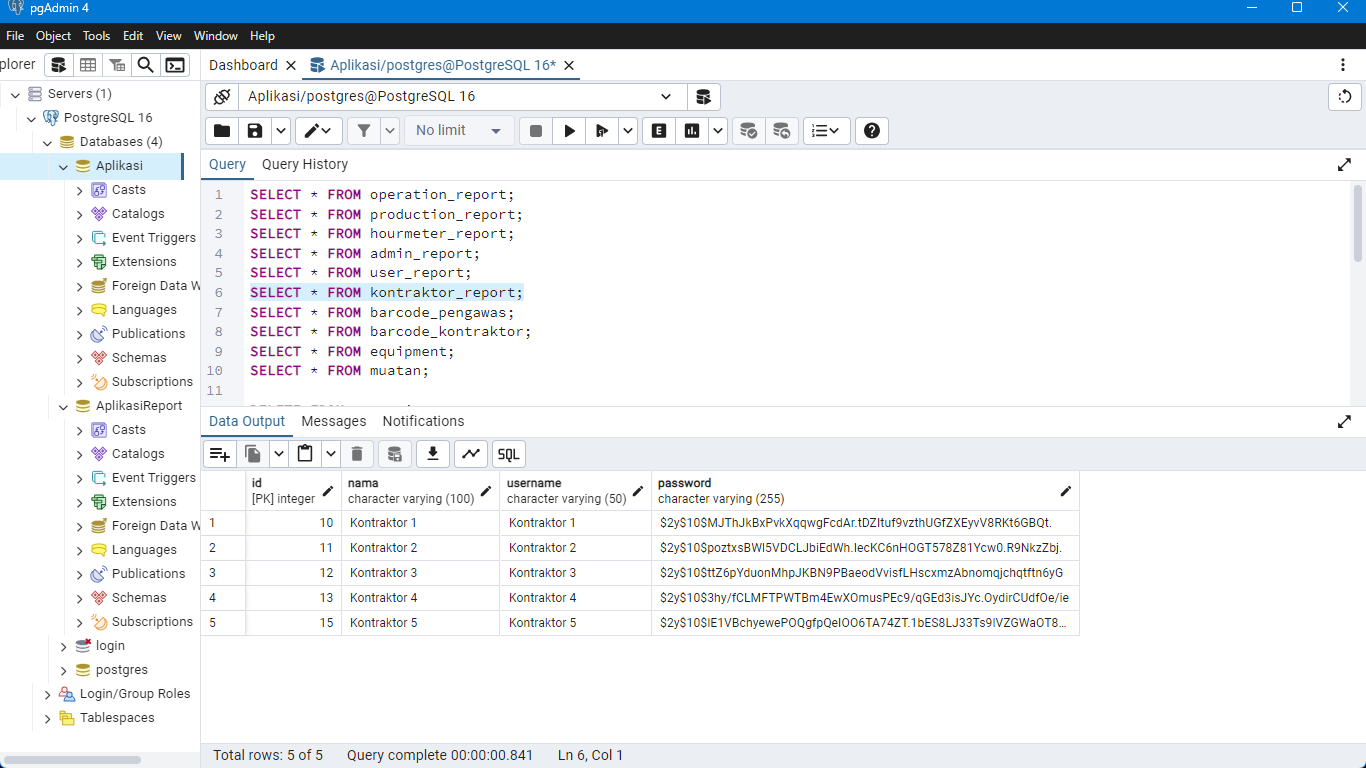 pgAdmin 4
File Object Tools Edit View Window Help
plorer
Dashboard
Aplikasi/postgres@PostgreSQL 16*
Servers (1)
PostgreSQL 16
Databases (4)
Aplikasi
Casts
Catalogs
Event Triggers
Extensions
Foreign Data W
Languages
Publications
Schemas
Subscriptions
AplikasiReport
Casts
Catalogs
Event Triggers
Extensions
Foreign Data W
Languages
Publications
Schemas
Subscriptions
login
postgres
Login/Group Roles
Tablespaces
Aplikasi/postgres@PostgreSQL 16
No limit
E
Query Query History
1 SELECT * FROM operation_report;
2 SELECT * FROM production_report;
3 SELECT * FROM hourmeter_report;
4 SELECT * FROM admin_report;
5 SELECT * FROM user_report;
6 SELECT * FROM kontraktor_report;
7 SELECT * FROM barcode_pengawas;
8 SELECT * FROM barcode_kontraktor;
9 SELECT * FROM equipment;
10 SELECT * FROM muatan;
11
Data Output Messages Notifications
SQL
id nama username password
[PK] integer character varying (100) character varying (50) character varying (255)
1 10 Kontraktor 1 Kontraktor 1 $2y$10$MJThJkBxPvkXqqwgFcdAr.tDZItuf9vzthUGfZXEyvV8RKt6GBQt.
2 11 Kontraktor 2 Kontraktor 2 $2y$10$poztxsBWI5VDCLJbiEdWh.IecKC6nHOGT578Z81Ycw0.R9NkzZbj.
3 12 Kontraktor 3 Kontraktor 3 $2y$10$ttZ6pYduonMhpJKBN9PBaeodVvisfLHscxmzAbnomqjchqtftn6yG
4 13 Kontraktor 4 Kontraktor 4 $2y$10$3hy/fCLMFTPWTBm4EwXOmusPEc9/qGEd3isJYc.OydirCUdfOe/ie
5 15 Kontraktor 5 Kontraktor 5 $2y$10$IE1VBchyewePOQgfpQeIOO6TA74ZT.1bES8LJ33Ts9IVZGWaOT8...
Total rows: 5 of 5 Query complete 00:00:00.841 Ln 6, Col 1